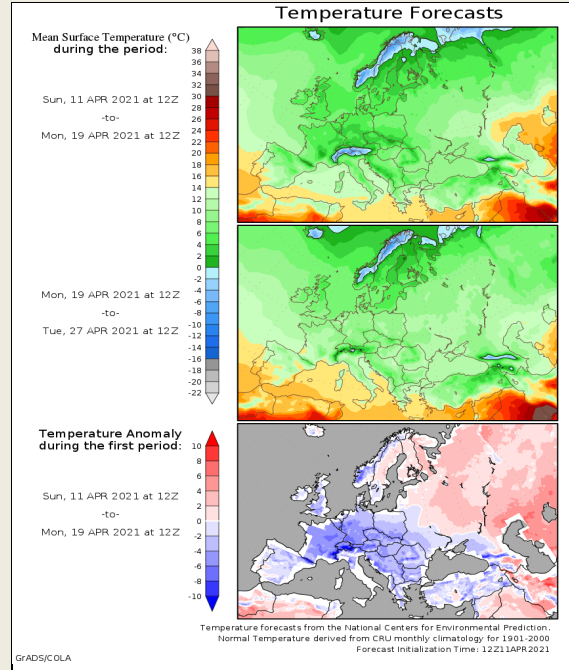 Temperature Forecasts
Mean Surface Temperature (°C)
during the period:
38
36
34
32
30
28
26
24
22
20
18
16
14
12
10
8
6
4
2
0
-2
-4
-6
-8
-10
-12
-14
-16
-18
-20
-22
Sun, 11 APR 2021 at 12Z
-to-
Mon, 19 APR 2021 at 12Z
Mon, 19 APR 2021 at 12Z
-to-
Tue, 27 APR 2021 at 12Z
Temperature Anomaly
during the first period:
10
8
6
4
2
0
-2
-4
-6
-8
-10
Sun, 11 APR 2021 at 12Z
-to-
Mon, 19 APR 2021 at 12Z
Temperature forecasts from the National Centers for Environmental Prediction.
Normal Temperature derived from CRU monthly climatology for 1901-2000
Forecast Initialization Time: 12Z11APR2021
GrADS/COLA